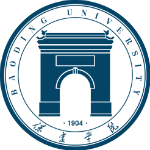 BAODING UNIVERSITY
·1904·
保定学院